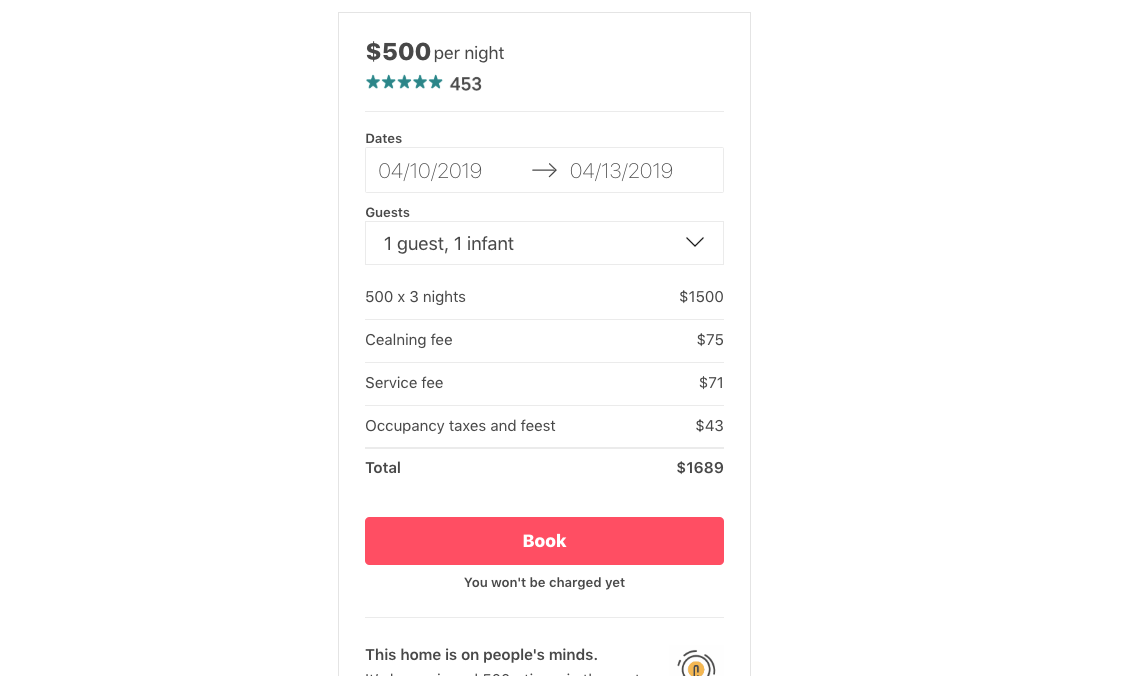 $500 per night
453
Dates
04/10/2019 → 04/13/2019
Guests
1 guest, 1 infant
500 x 3 nights $1500
Cealning fee $75
Service fee $71
Occupancy taxes and feest $43
Total $1689
Book
You won't be charged yet
This home is on people's minds.